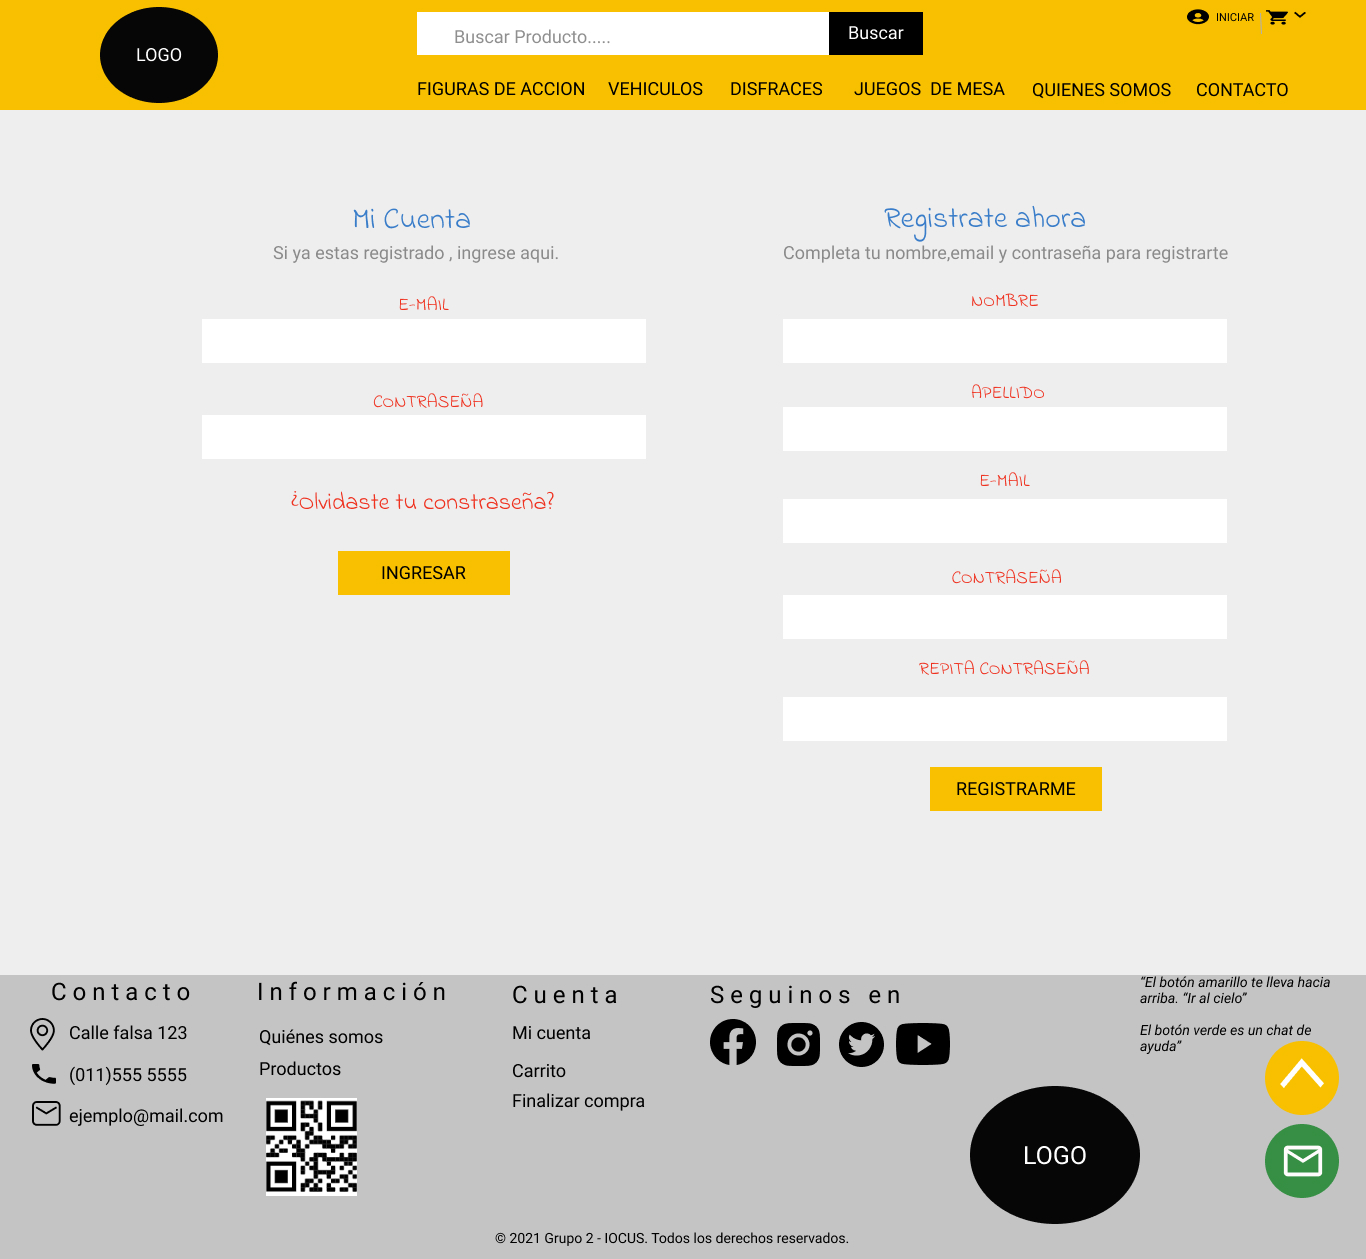 LOGO
Buscar Producto.....
Buscar
INICIAR
FIGURAS DE ACCION
VEHICULOS
DISFRACES
JUEGOS DE MESA
QUIENES SOMOS
CONTACTO
Mi Cuenta
Si ya estas registrado , ingrese aqui.
E-MAIL
CONTRASEÑA
¿Olvidaste tu constraseña?
INGRESAR
Registrate ahora
Completa tu nombre,email y contraseña para registrarte
NOMBRE
APELLIDO
E-MAIL
CONTRASEÑA
REPITA CONTRASEÑA
REGISTRARME
Contacto
Calle falsa 123
(011)555 5555
ejemplo@mail.com
Información
Quiénes somos
Productos
Cuenta
Mi cuenta
Carrito
Finalizar compra
Seguinos en
LOGO
“El botón amarillo te lleva hacia
arriba. “Ir al cielo”
El botón verde es un chat de
ayuda”
© 2021 Grupo 2 - IOCUS. Todos los derechos reservados.